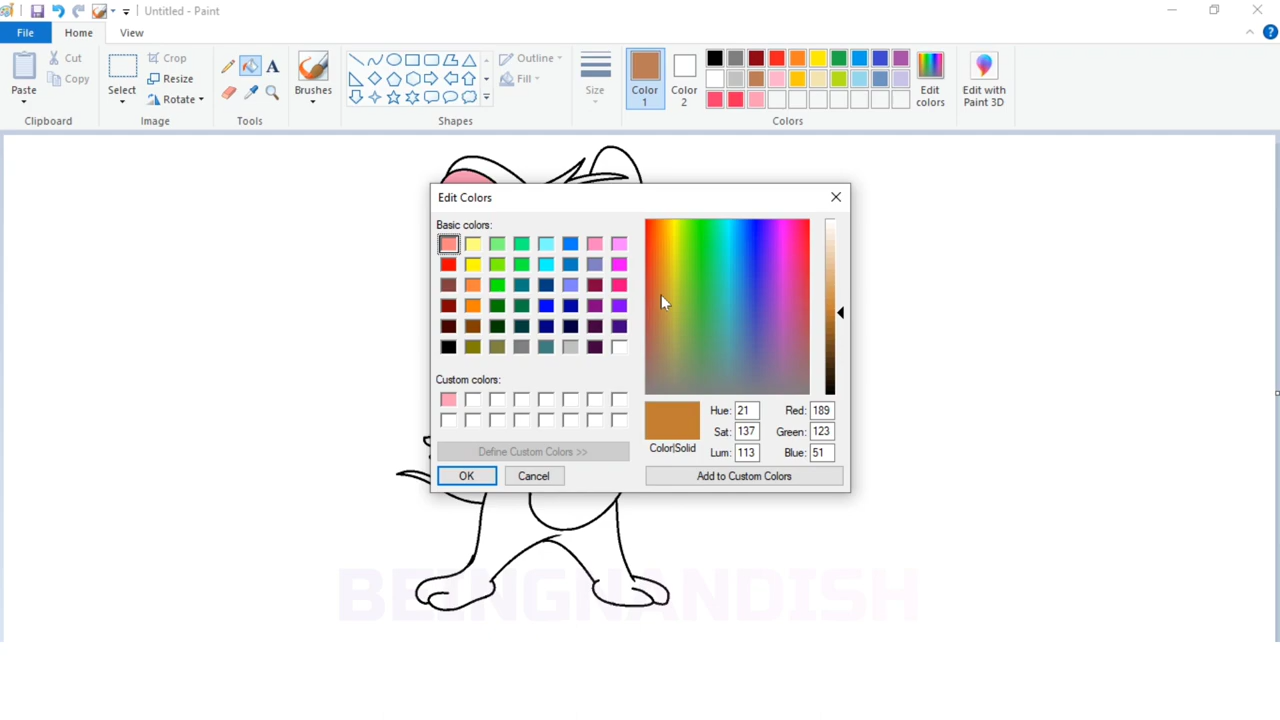 Untitled - Paint
File Home View
Cut
Copy
Paste
Clipboard
Select
Crop
Resize
Rotate
Image
A
Tools
Brushes
Outline
Fill
Shapes
Size
Color 1
Color 2
Edit colors
Colors
Edit with Paint 3D
Edit Colors
Basic colors:
Custom colors:
Define Custom Colors >>
OK Cancel
Color|Solid
Hue: 21 Red: 189
Sat: 137 Green: 123
Lum: 113 Blue: 51
Add to Custom Colors
BEINGNANDISH